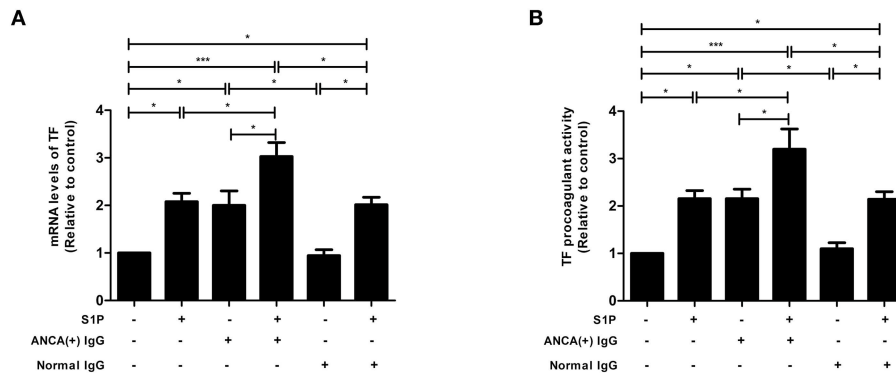 A
*
*** *
* * *
* *
*
mRNA levels of TF
(Relative to control)
4
3
2
1
0
S1P - + - + - +
ANCA(+) IgG - - + + - -
Normal IgG - - - - + +
B
*
*** *
* * *
* *
*
TF procoagulant activity
(Relative to control)
4
3
2
1
0
S1P - + - + - +
ANCA(+) IgG - - + + - -
Normal IgG - - - - + +